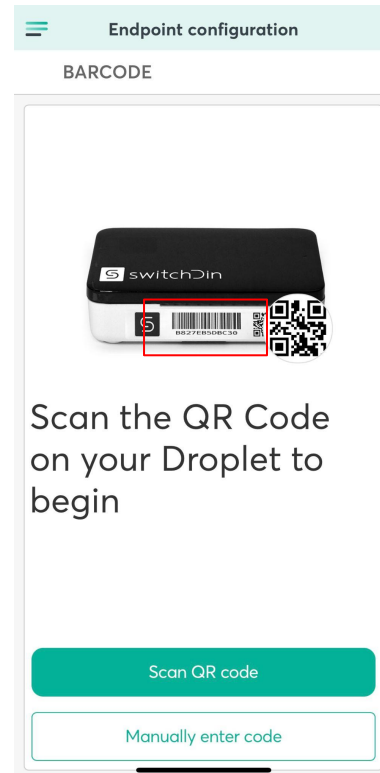 Endpoint configuration
BARCODE
switchDin
B827EB5DBC30
Scan the QR Code
on your Droplet to
begin
Scan QR code
Manually enter code